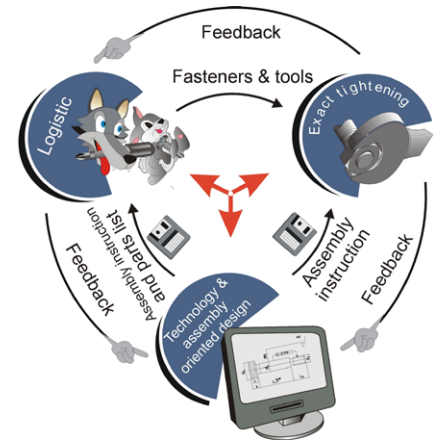 Feedback
Fasteners & tools
Logistic
Exact tightening
Assembly instruction
and parts list
Assembly
instruction
Feedback
Feedback
Technology &
assembly
oriented design